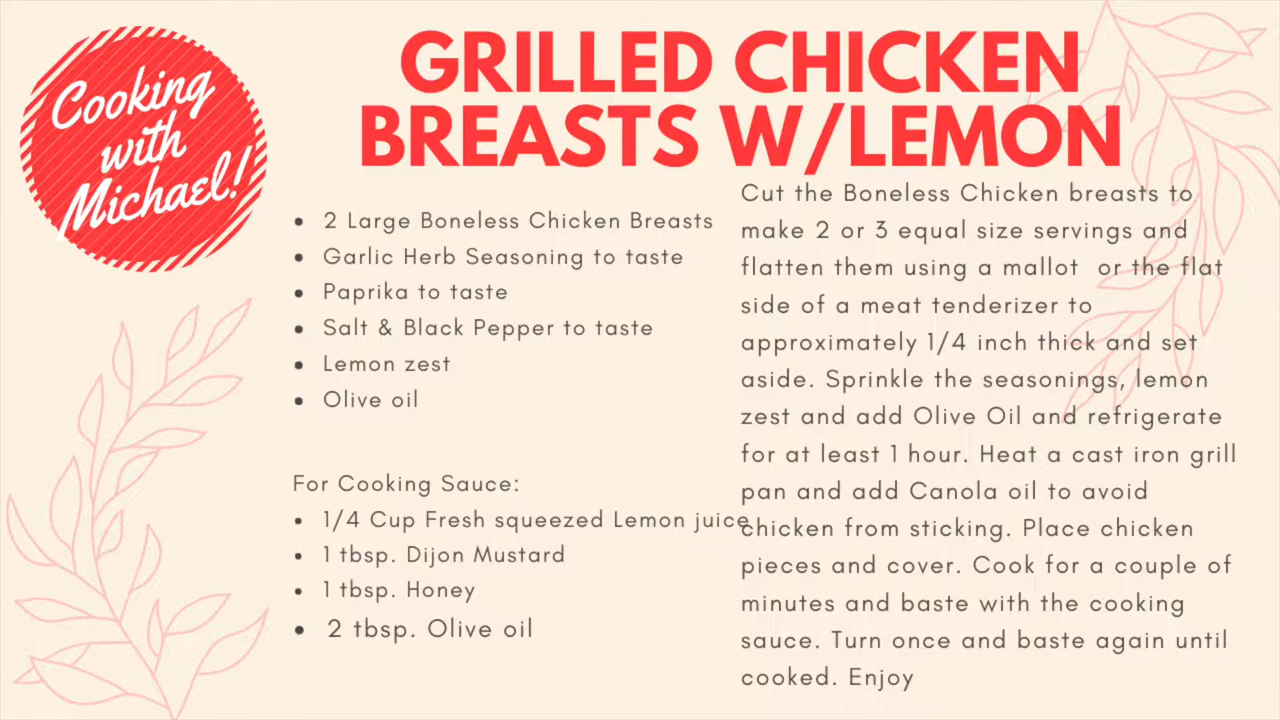 Cooking
with
Michael!
GRILLED CHICKEN
BREASTS W/LEMON
• 2 Large Boneless Chicken Breasts
• Garlic Herb Seasoning to taste
• Paprika to taste
• Salt & Black Pepper to taste
• Lemon zest
• Olive oil
For Cooking Sauce:
• 1/4 Cup Fresh squeezed Lemon juice
• 1 tbsp. Dijon Mustard
• 1 tbsp. Honey
• 2 tbsp. Olive oil
Cut the Boneless Chicken breasts to
make 2 or 3 equal size servings and
flatten them using a mallot or the flat
side of a meat tenderizer to
approximately 1/4 inch thick and set
aside. Sprinkle the seasonings, lemon
zest and add Olive Oil and refrigerate
for at least 1 hour. Heat a cast iron grill
pan and add Canola oil to avoid
chicken from sticking. Place chicken
pieces and cover. Cook for a couple of
minutes and baste with the cooking
sauce. Turn once and baste again until
cooked. Enjoy